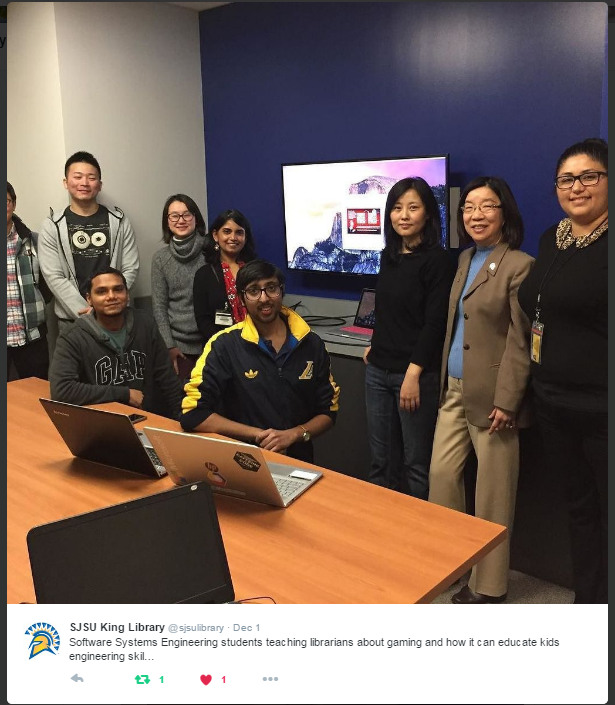 y
GAP
SJSU King Library @sjsulibrary · Dec 1
Software Systems Engineering students teaching librarians about gaming and how it can educate kids
engineering skil...
1 1